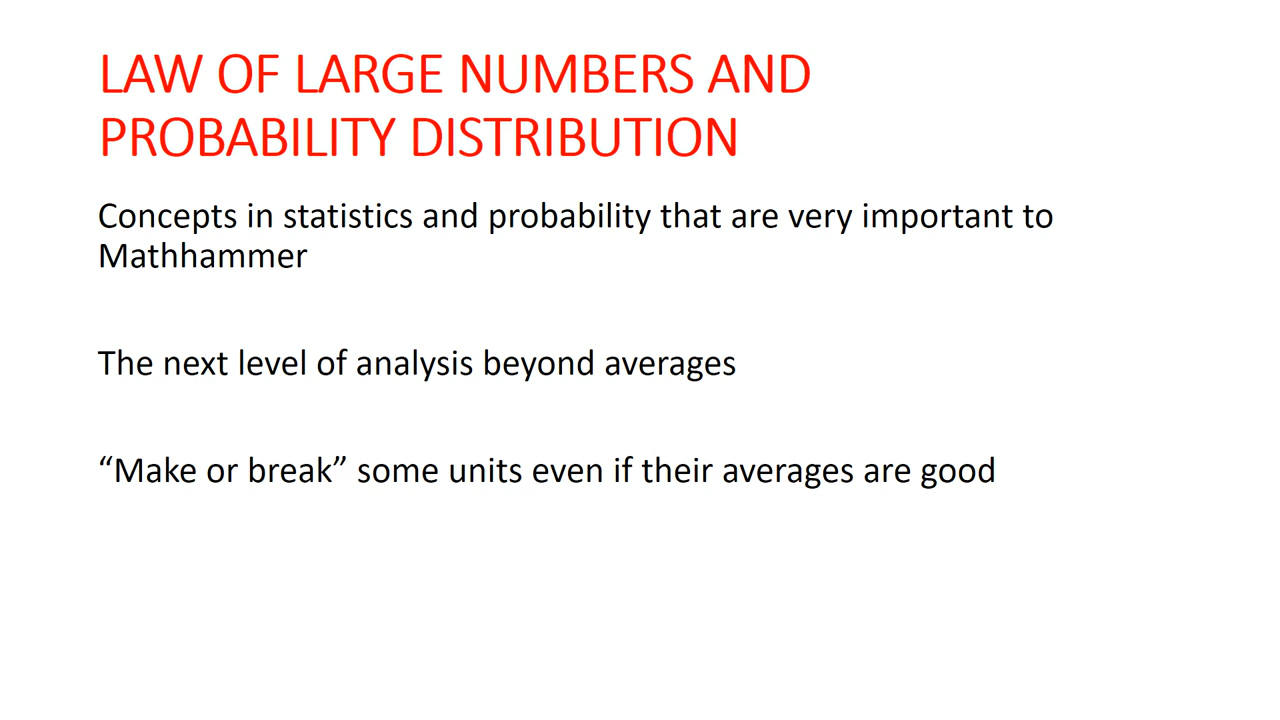 LAW OF LARGE NUMBERS AND
PROBABILITY DISTRIBUTION
Concepts in statistics and probability that are very important to
Mathhammer
The next level of analysis beyond averages
“Make or break” some units even if their averages are good